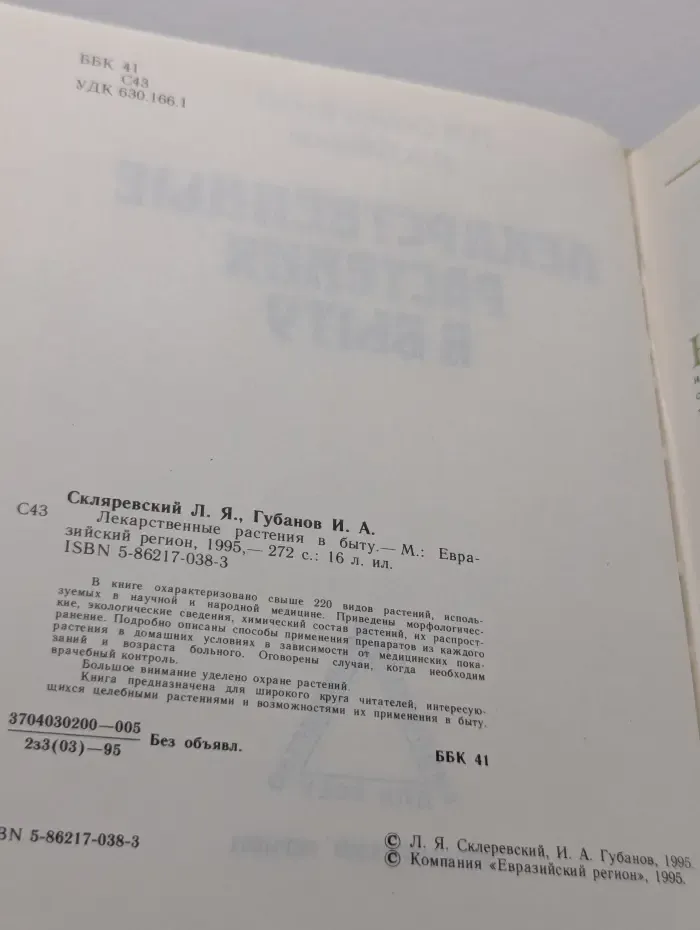 ББК 41
С43
УДК 630.166.1
Скляревский Л. Я., Губанов И. А.
С43 Лекарственные растения в быту.— М.: Евра-
зийский регион, 1995,— 272 с.: 16 л. ил.
ISBN 5-86217-038-3
В книге охарактеризовано свыше 220 видов растений, исполь-
зуемых в научной и народной медицине. Приведены морфологичес-
кие, экологические сведения, химический состав растений, их распрост-
ранение. Подробно описаны способы применения препаратов из каждого
растения в домашних условиях в зависимости от медицинских пока-
заний и возраста больного. Оговорены случаи, когда необходим
врачебный контроль.
Большое внимание уделено охране растений.
Книга предназначена для широкого круга читателей, интересую-
щихся целебными растениями и возможностями их применения в быту.
3704030200—005
2з3(03)—95
Без объявл.
ББК 41
BN 5-86217-038-3
© Л. Я. Склеревский, И. А. Губанов, 1995.
© Компания «Евразийский регион», 1995.